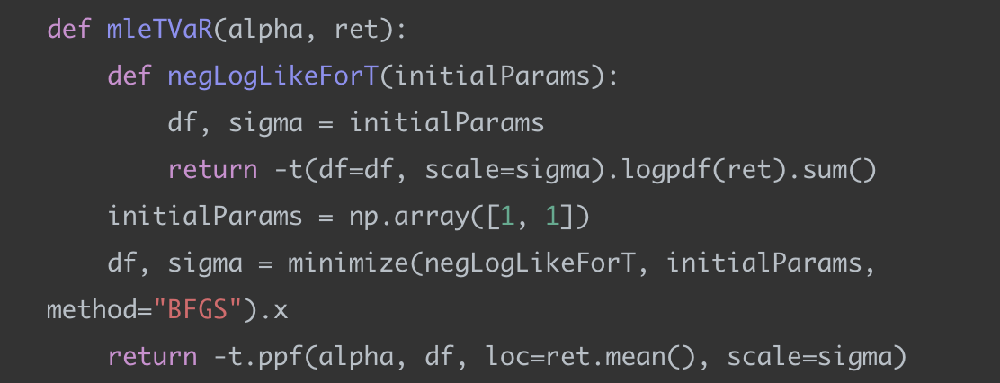 def mleTVaR(alpha, ret):
    def negLogLikeForT(initialParams):
        df, sigma = initialParams
        return -t(df=df, scale=sigma).logpdf(ret).sum()
    initialParams = np.array([1, 1])
    df, sigma = minimize(negLogLikeForT, initialParams,
method="BFGS").x
    return -t.ppf(alpha, df, loc=ret.mean(), scale=sigma)